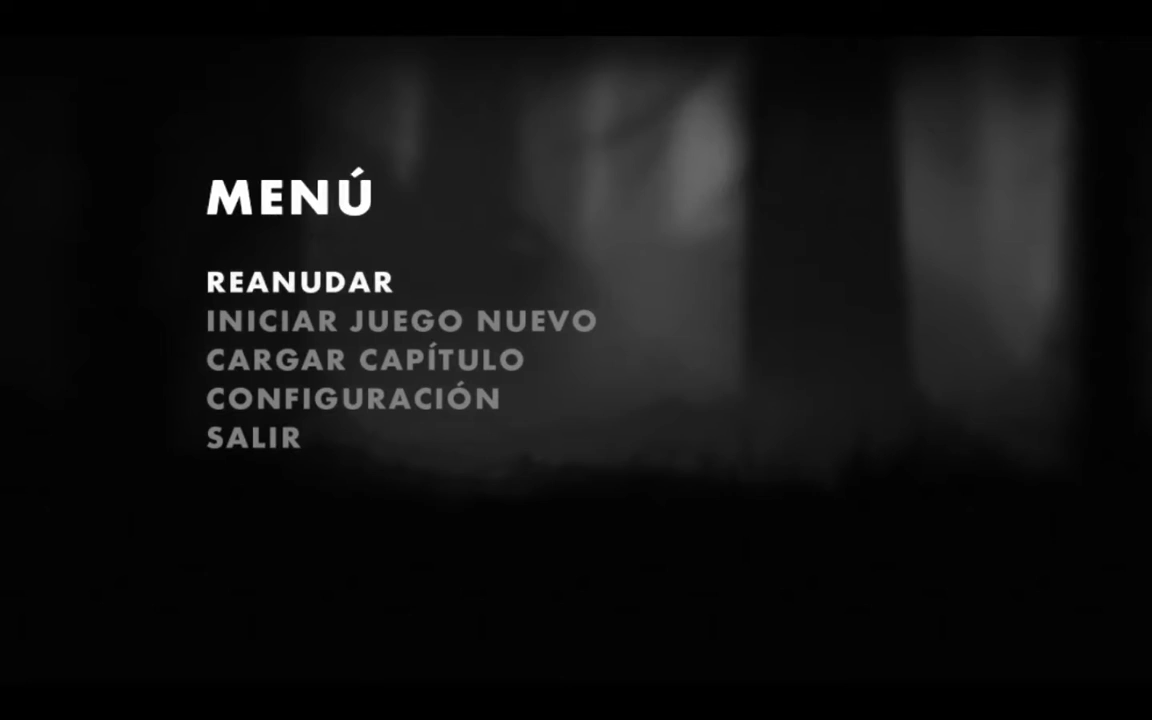 MENÚ
REANUDAR
INICIAR JUEGO NUEVO
CARGAR CAPÍTULO
CONFIGURACIÓN
SALIR